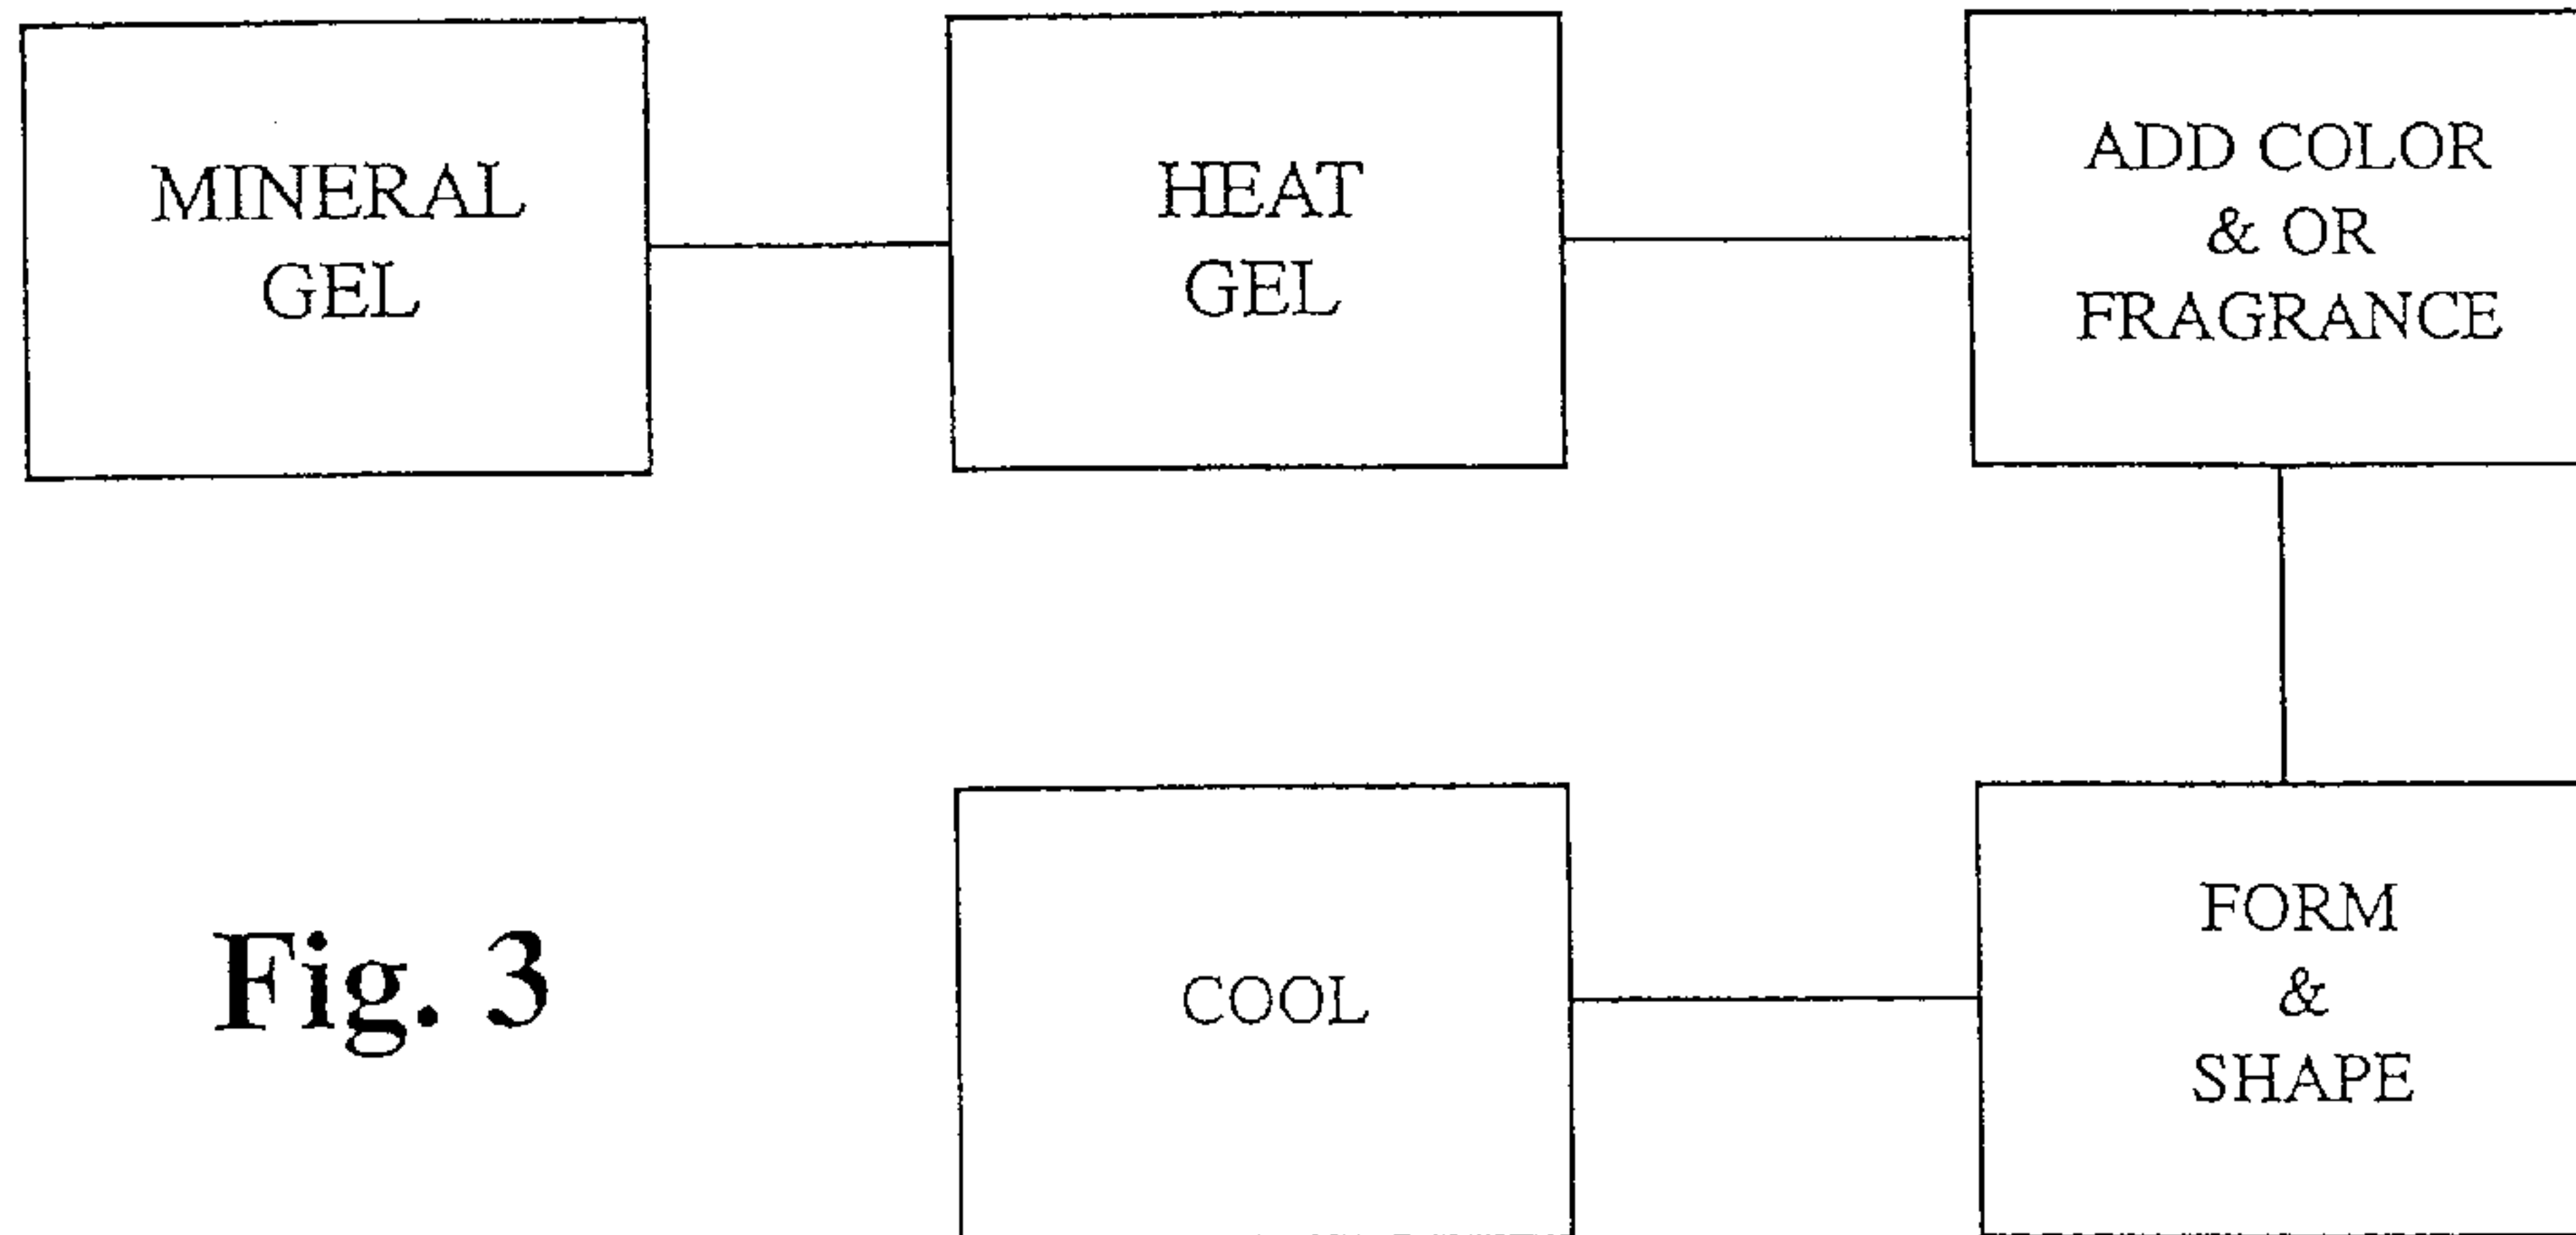 MINERAL
GEL
HEAT
GEL
ADD COLOR
& OR
FRAGRANCE
FORM
&
SHAPE
COOL
Fig. 3